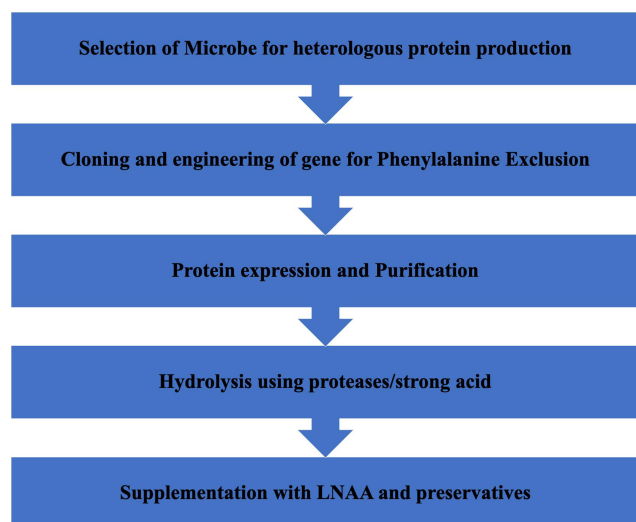 Selection of Microbe for heterologous protein production
Cloning and engineering of gene for Phenylalanine Exclusion
Protein expression and Purification
Hydrolysis using proteases/strong acid
Supplementation with LNAA and preservatives